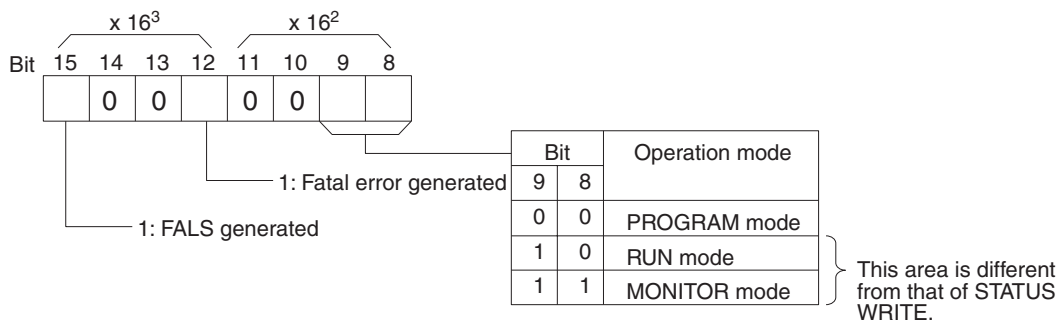 x 16³ x 16²
Bit 15 14 13 12 11 10 9 8
0 0 0 0
Bit Operation mode
9 8
1: Fatal error generated
0 0 PROGRAM mode
1: FALS generated
1 0 RUN mode
1 1 MONITOR mode
This area is different
from that of STATUS
WRITE.